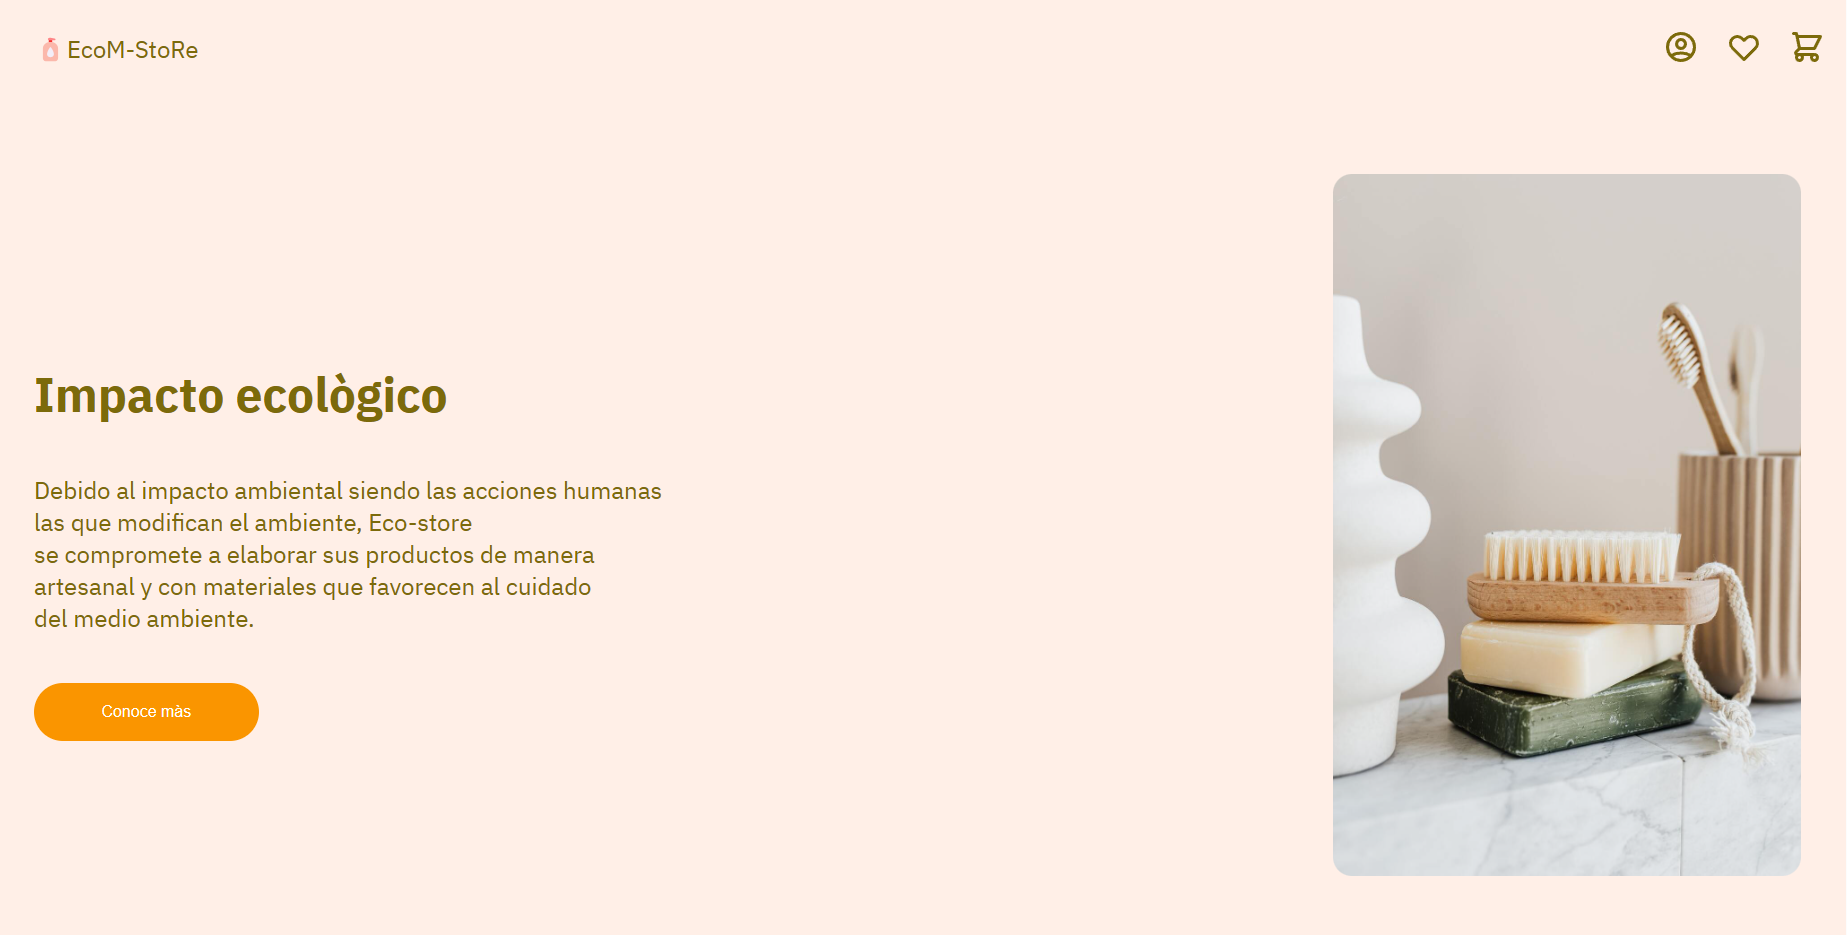 EcoM-StoRe
Impacto ecològico
Debido al impacto ambiental siendo las acciones humanas
las que modifican el ambiente, Eco-store
se compromete a elaborar sus productos de manera
artesanal y con materiales que favorecen al cuidado
del medio ambiente.
Conoce màs